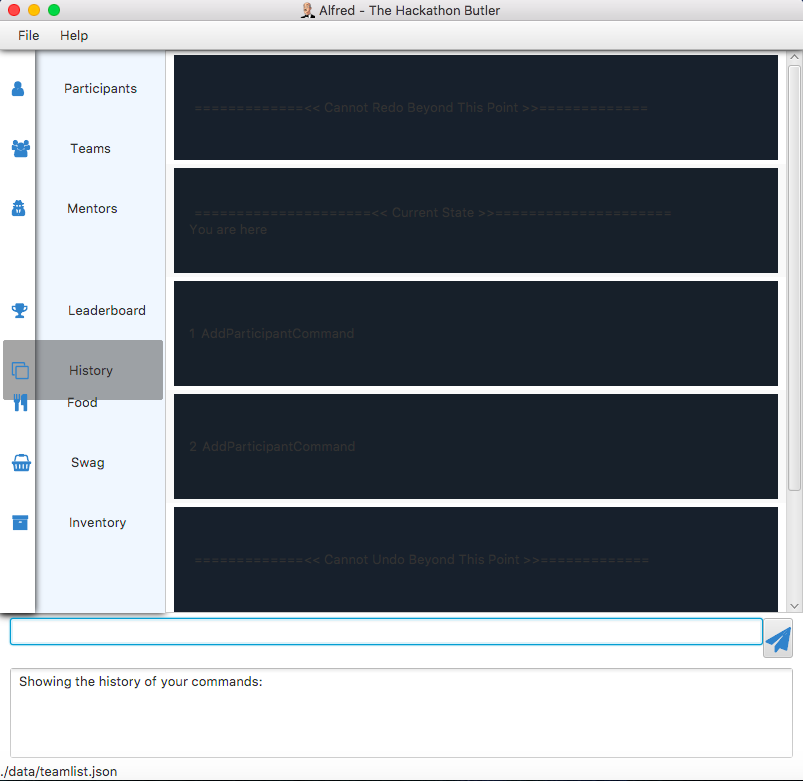 Alfred - The Hackathon Butler
File Help
Participants
Teams
Mentors
Leaderboard
History
Food
Swag
Inventory
=============<< Cannot Redo Beyond This Point >>=============
=====================<< Current State >>=====================
You are here
1 AddParticipantCommand
2 AddParticipantCommand
=============<< Cannot Undo Beyond This Point >>=============
Showing the history of your commands:
./data/teamlist.json